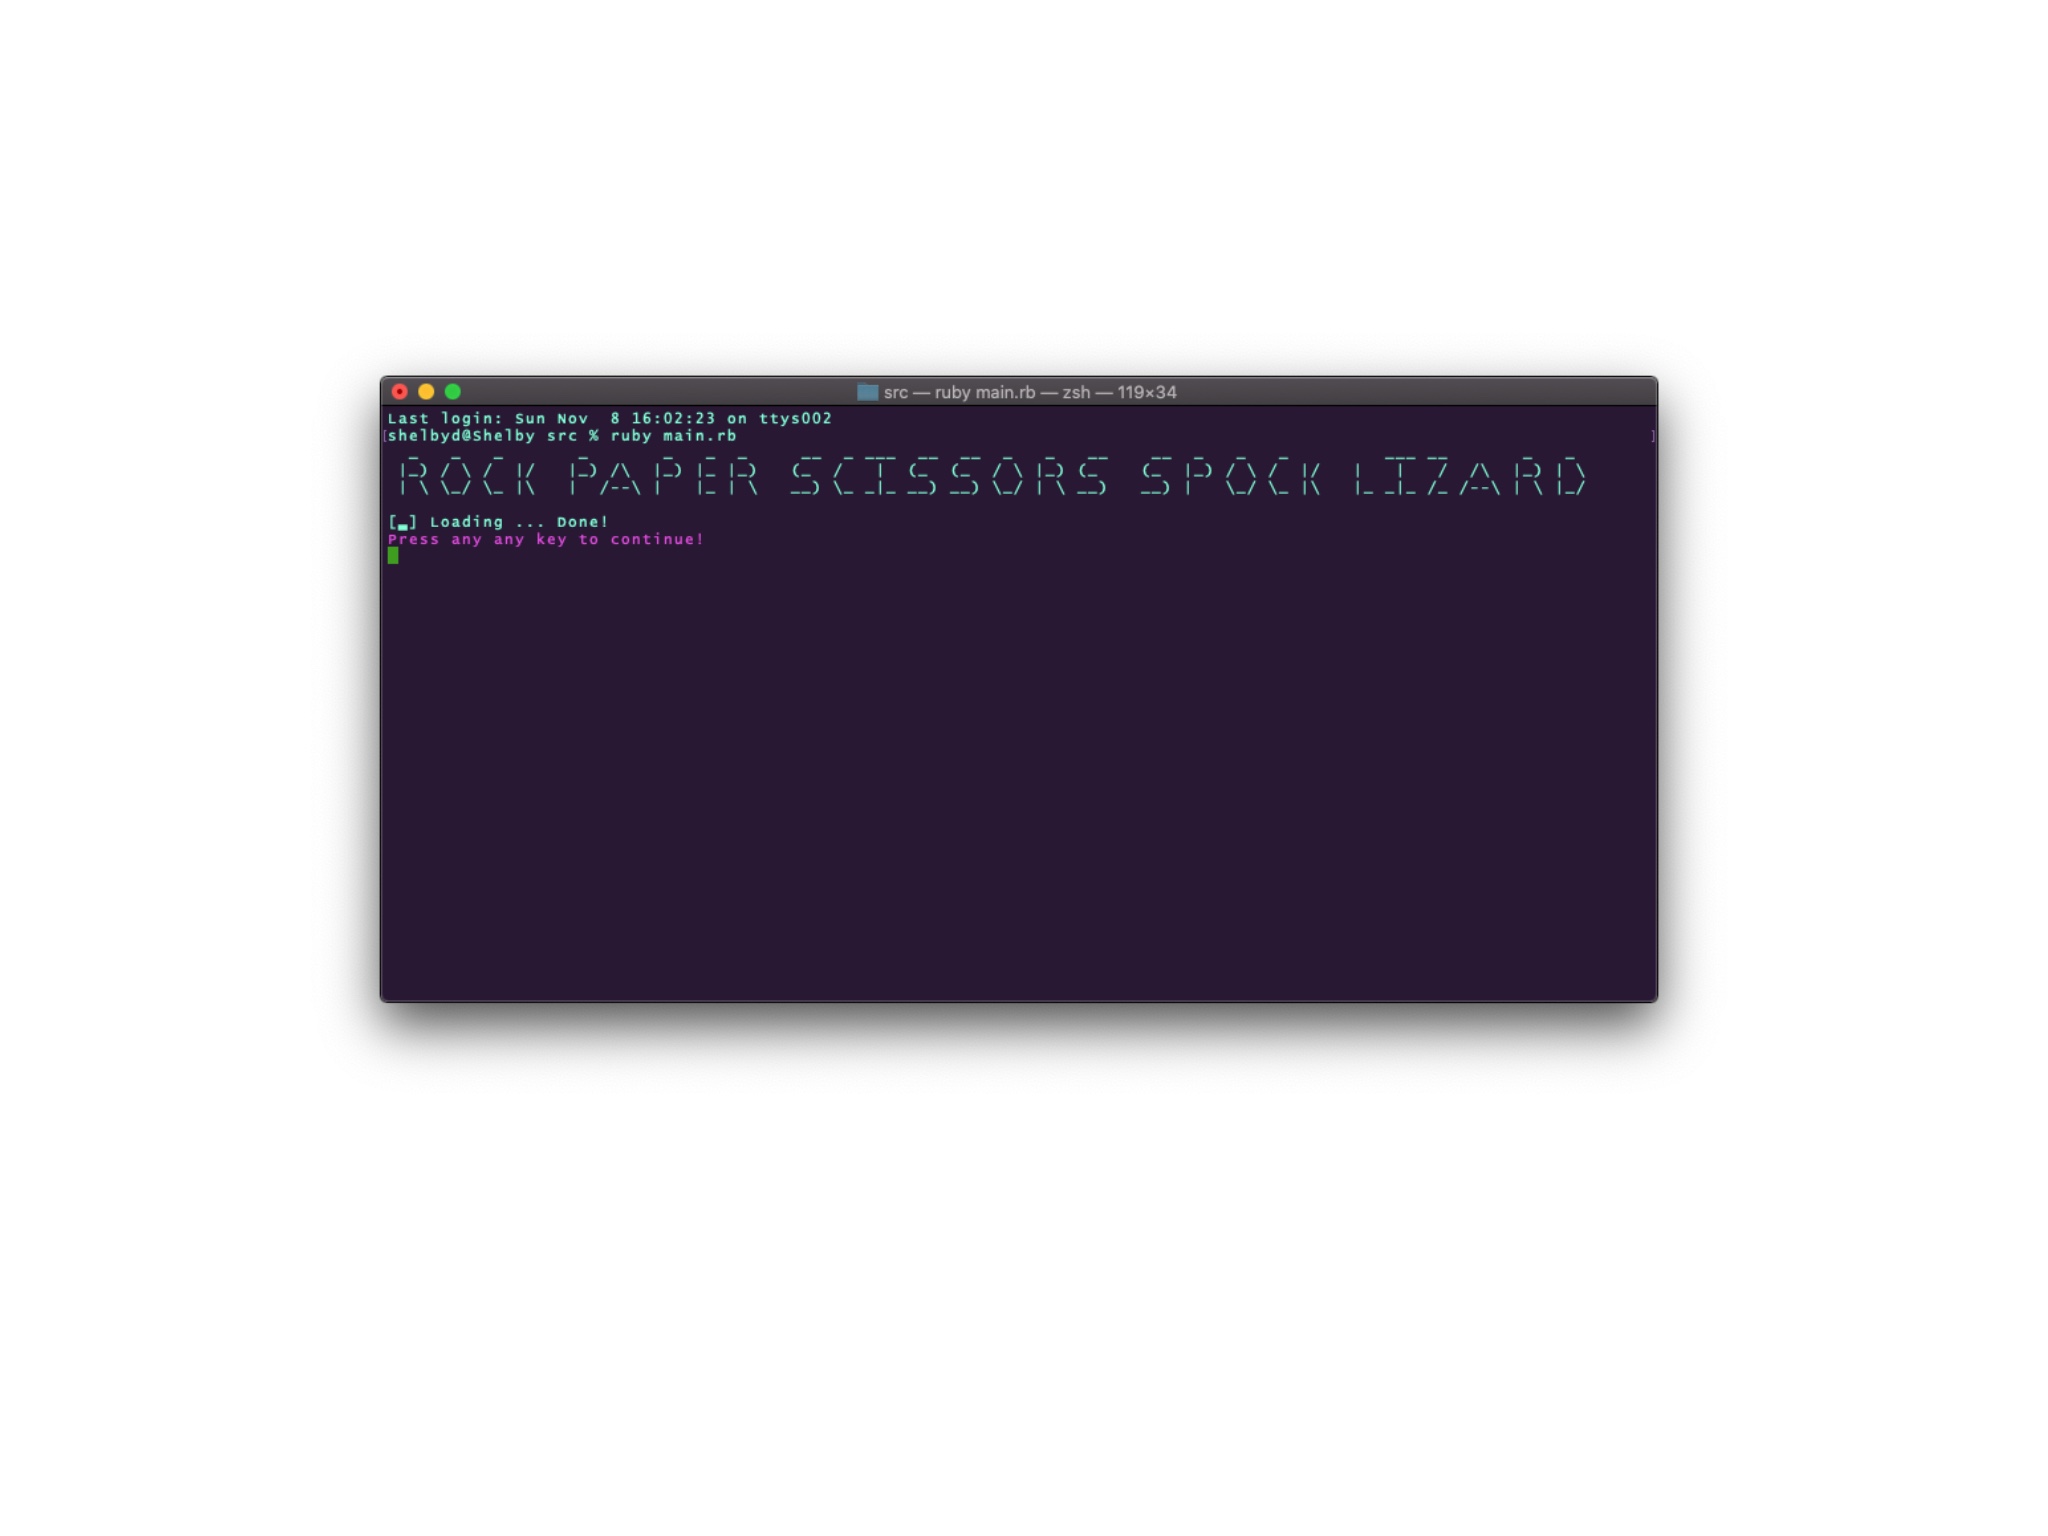 src — ruby main.rb — zsh — 119×34
Last login: Sun Nov  8 16:02:23 on ttys002
[shelbyd@Shelby src % ruby main.rb ]
ROCK PAPER SCISSORS SPOCK LIZARD
[▃] Loading ... Done!
Press any any key to continue!